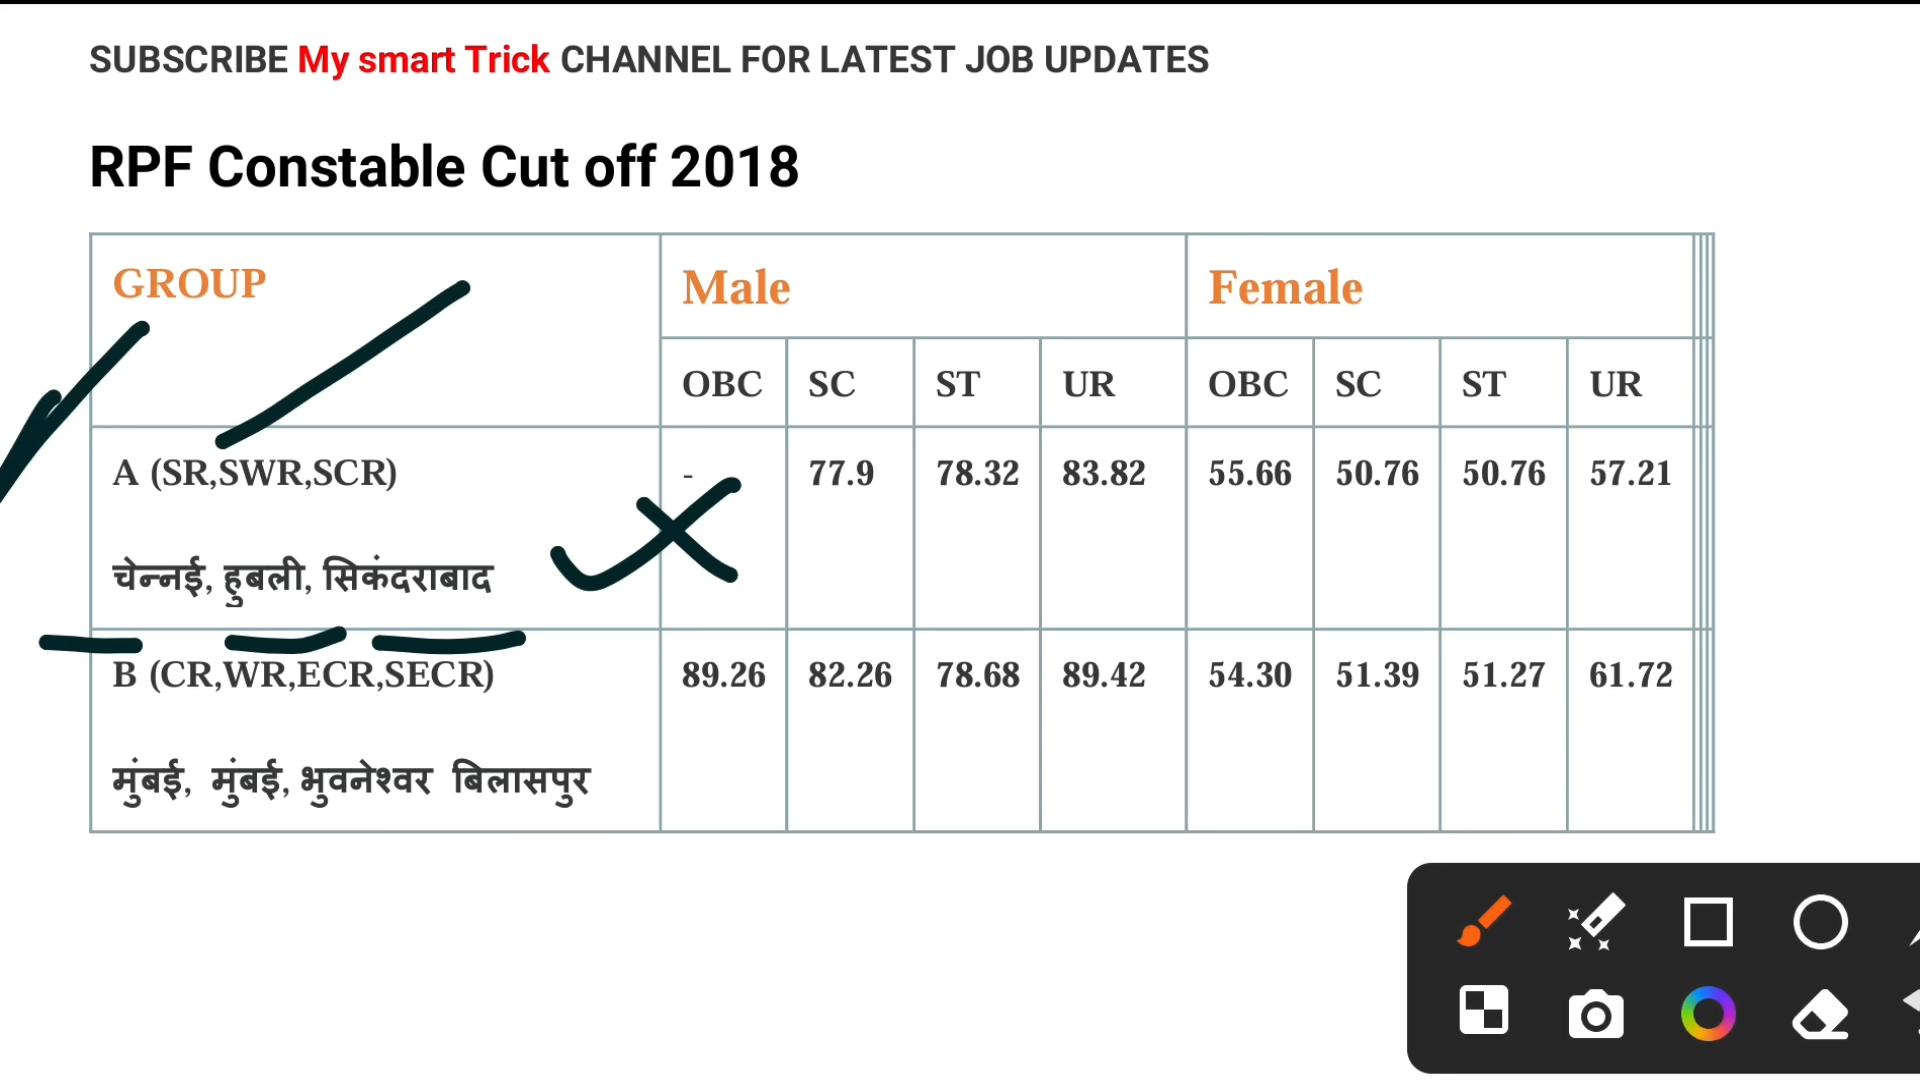 SUBSCRIBE My smart Trick CHANNEL FOR LATEST JOB UPDATES
RPF Constable Cut off 2018
GROUP Male Female
OBC SC ST UR OBC SC ST UR
A (SR,SWR,SCR) - 77.9 78.32 83.82 55.66 50.76 50.76 57.21
चेन्नई, हुबली, सिकंदराबाद
B (CR,WR,ECR,SECR) 89.26 82.26 78.68 89.42 54.30 51.39 51.27 61.72
मुंबई, मुंबई, भुवनेश्वर बिलासपुर